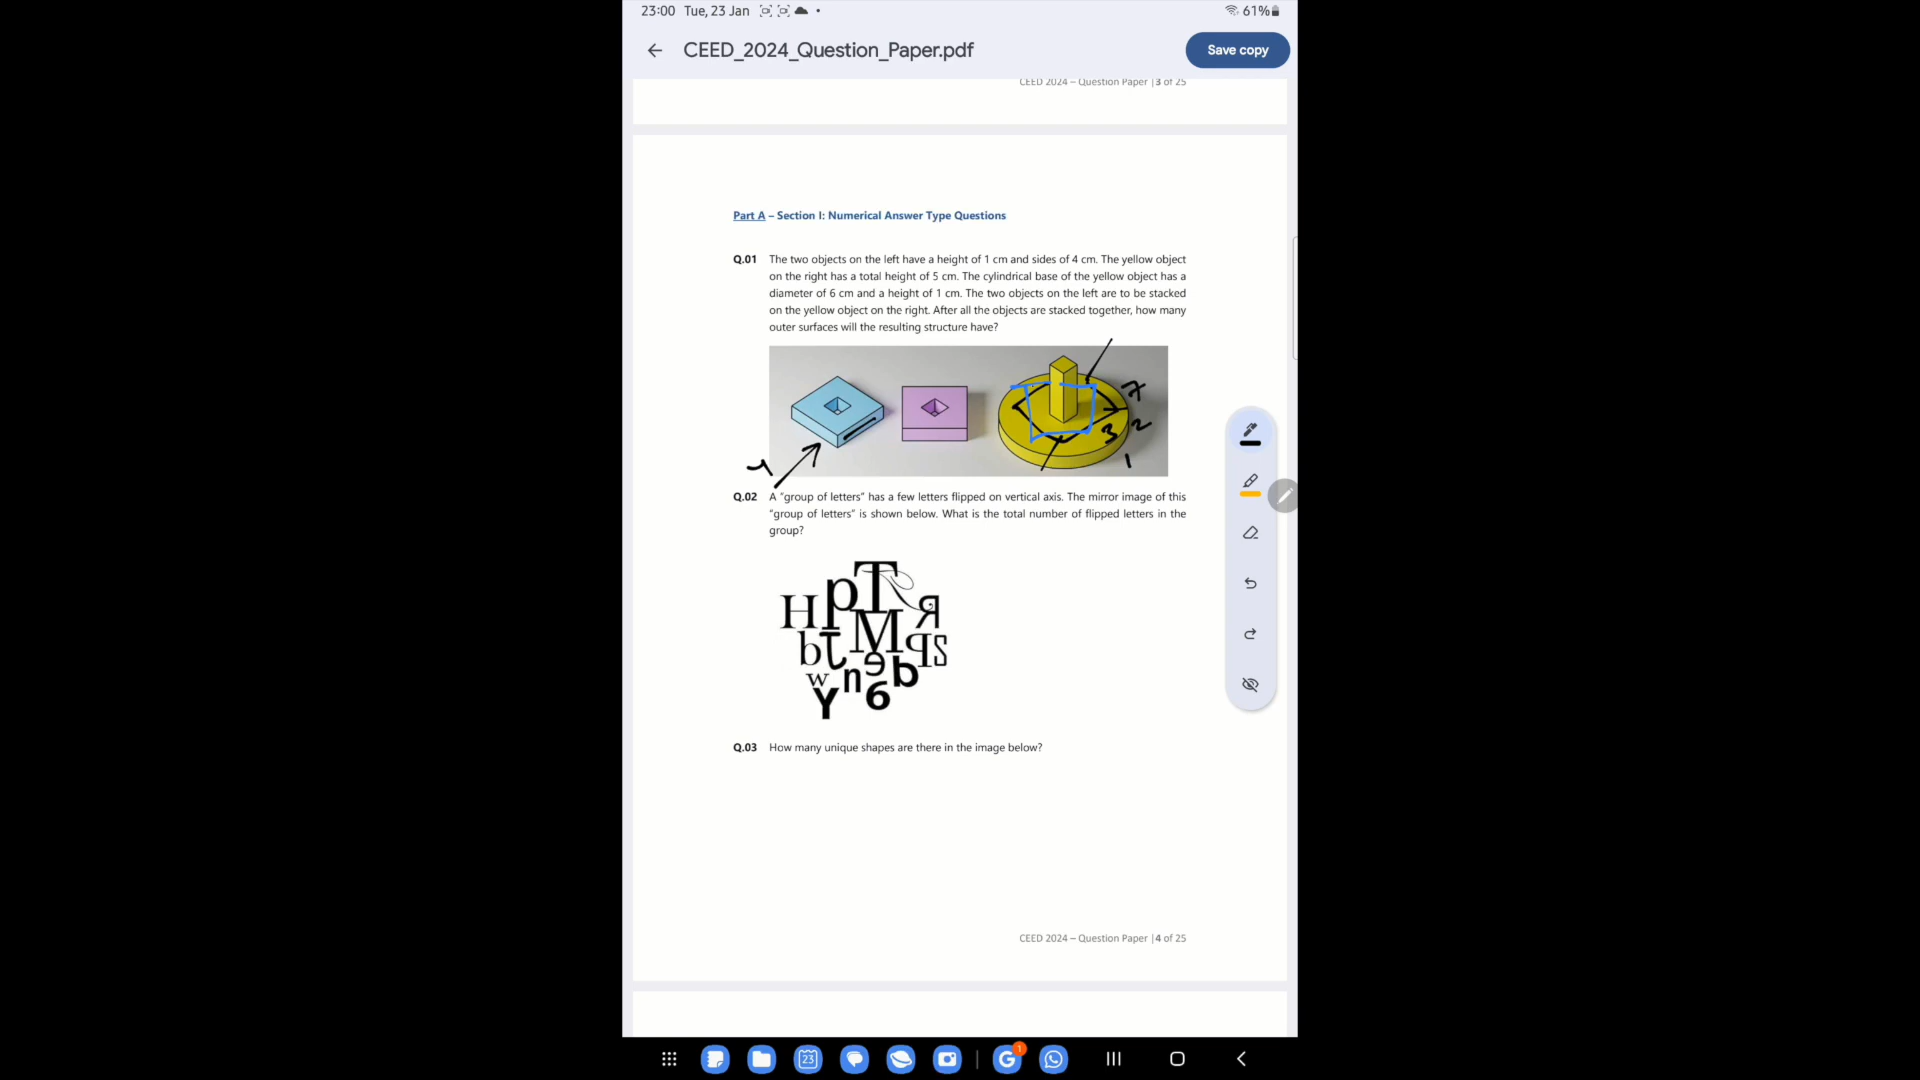 23:00 Tue, 23 Jan
61%
CEED_2024_Question_Paper.pdf
Save copy
CEED 2024 – Question Paper | 3 of 25
Part A – Section I: Numerical Answer Type Questions
Q.01 The two objects on the left have a height of 1 cm and sides of 4 cm. The yellow object
on the right has a total height of 5 cm. The cylindrical base of the yellow object has a
diameter of 6 cm and a height of 1 cm. The two objects on the left are to be stacked
on the yellow object on the right. After all the objects are stacked together, how many
outer surfaces will the resulting structure have?
7
3 2
1
4
Q.02 A "group of letters" has a few letters flipped on vertical axis. The mirror image of this
"group of letters" is shown below. What is the total number of flipped letters in the
group?
Q.03 How many unique shapes are there in the image below?
CEED 2024 – Question Paper | 4 of 25
23
G
1